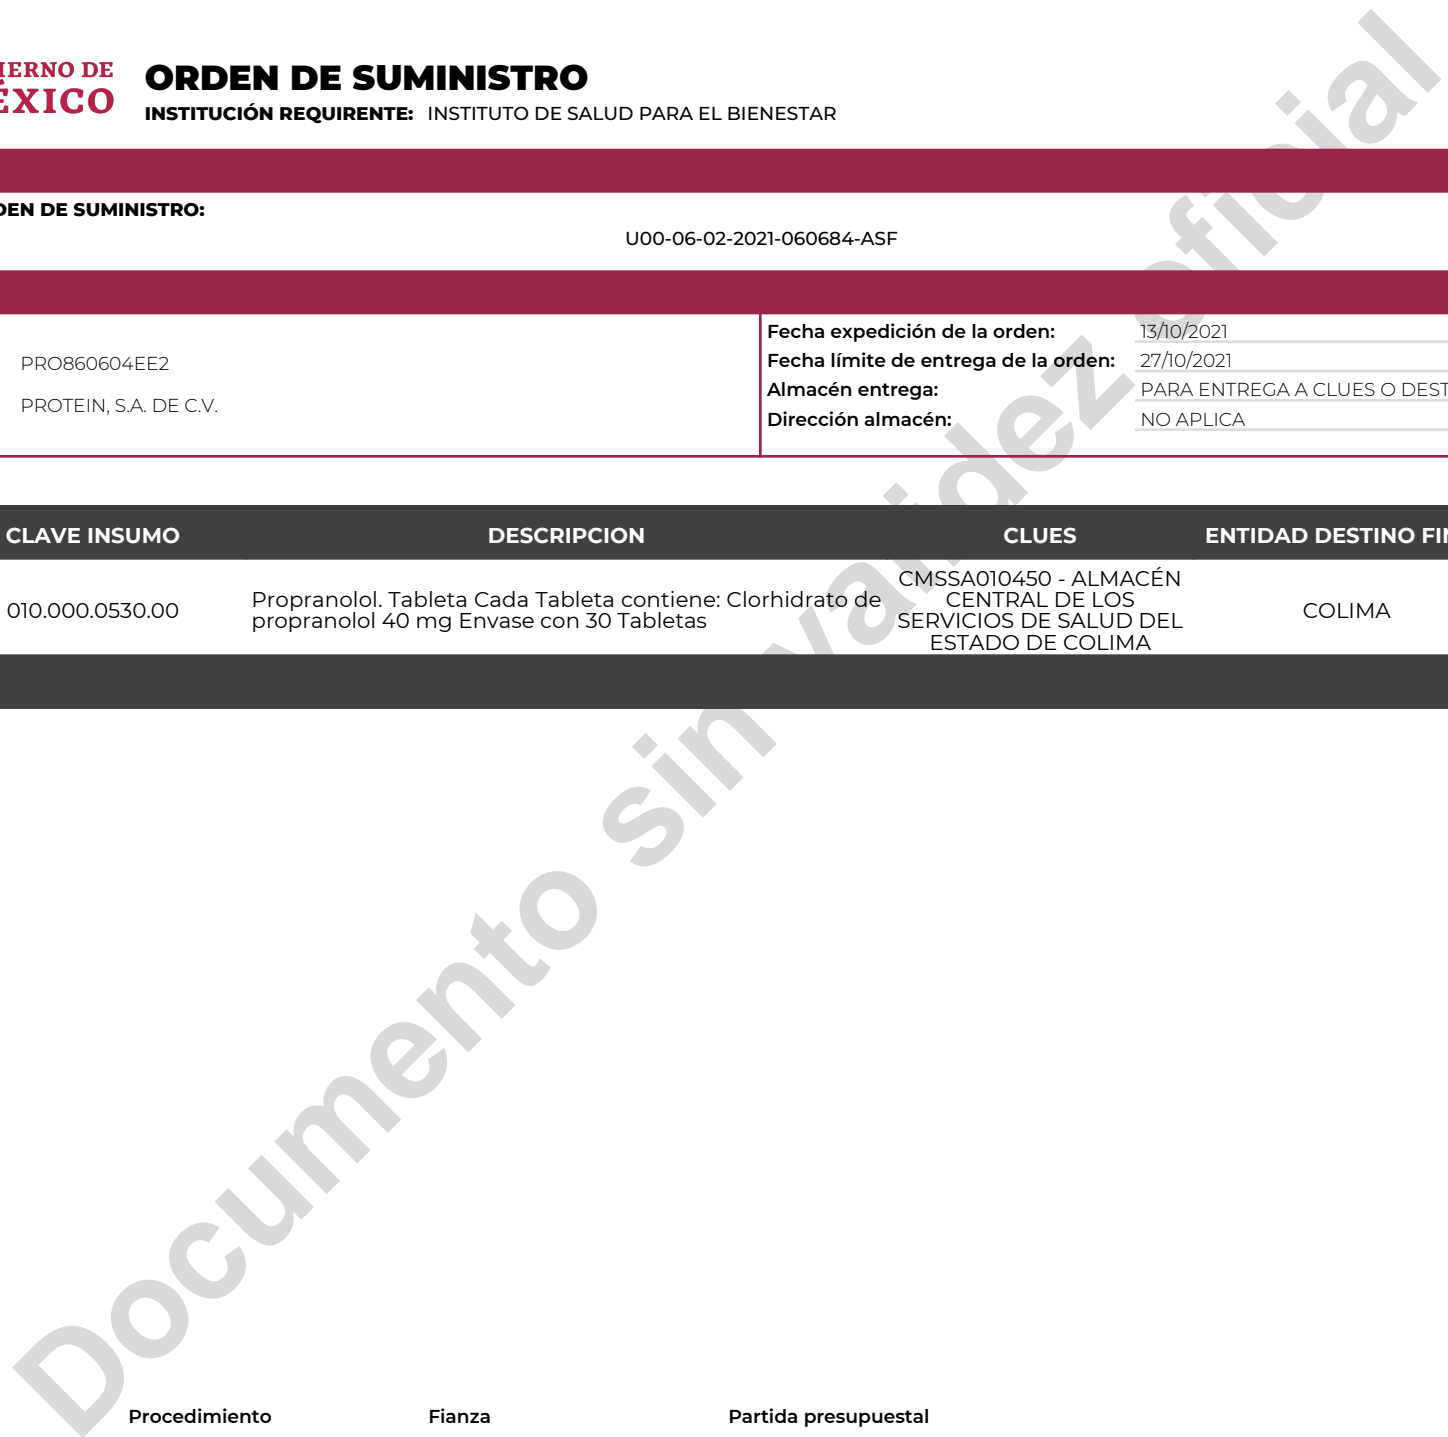 IERNO DE
ÉXICO
ORDEN DE SUMINISTRO
INSTITUCIÓN REQUIRENTE: INSTITUTO DE SALUD PARA EL BIENESTAR
DEN DE SUMINISTRO:
U00-06-02-2021-060684-ASF
PRO860604EE2
PROTEIN, S.A. DE C.V.
Fecha expedición de la orden: 13/10/2021
Fecha límite de entrega de la orden: 27/10/2021
Almacén entrega: PARA ENTREGA A CLUES O DEST
Dirección almacén: NO APLICA
CLAVE INSUMO DESCRIPCION CLUES ENTIDAD DESTINO FIN
010.000.0530.00
Propranolol. Tableta Cada Tableta contiene: Clorhidrato de
propranolol 40 mg Envase con 30 Tabletas
CMSSA010450 - ALMACÉN
CENTRAL DE LOS
SERVICIOS DE SALUD DEL
ESTADO DE COLIMA
COLIMA
Documento sin validez oficial
Procedimiento Fianza Partida presupuestal